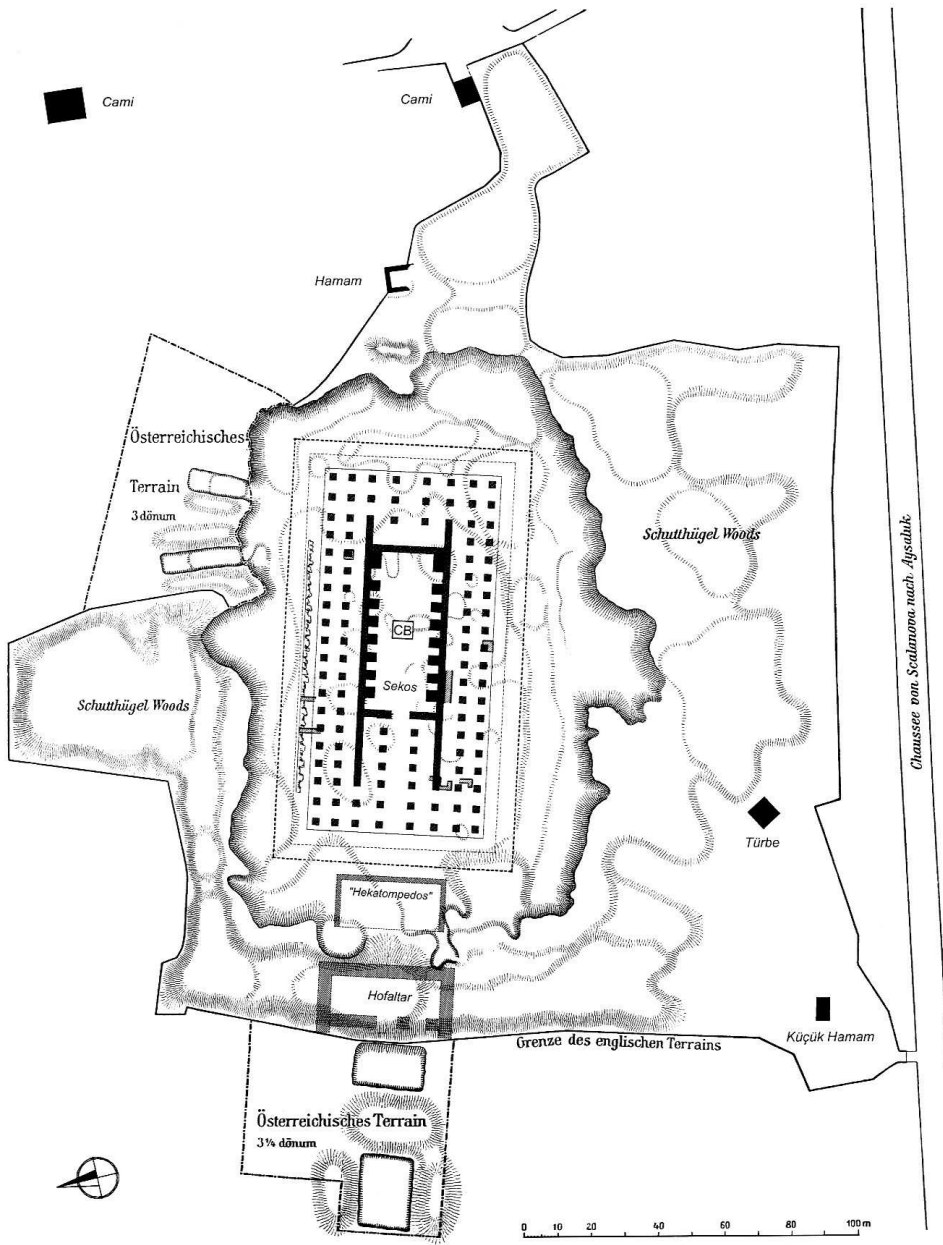 Cami
Cami
Hamam
Österreichisches
Terrain
3 dönum
Schutthügel Woods
CB
Sekos
Schutthügel Woods
Chaussee von Scalanova nach Aysaluk
Türbe
"Hekatompedos"
Hofaltar
Küçük Hamam
Grenze des englischen Terrains
Österreichisches Terrain
3¼ dönum
0 10 20 40 60 80 100 m